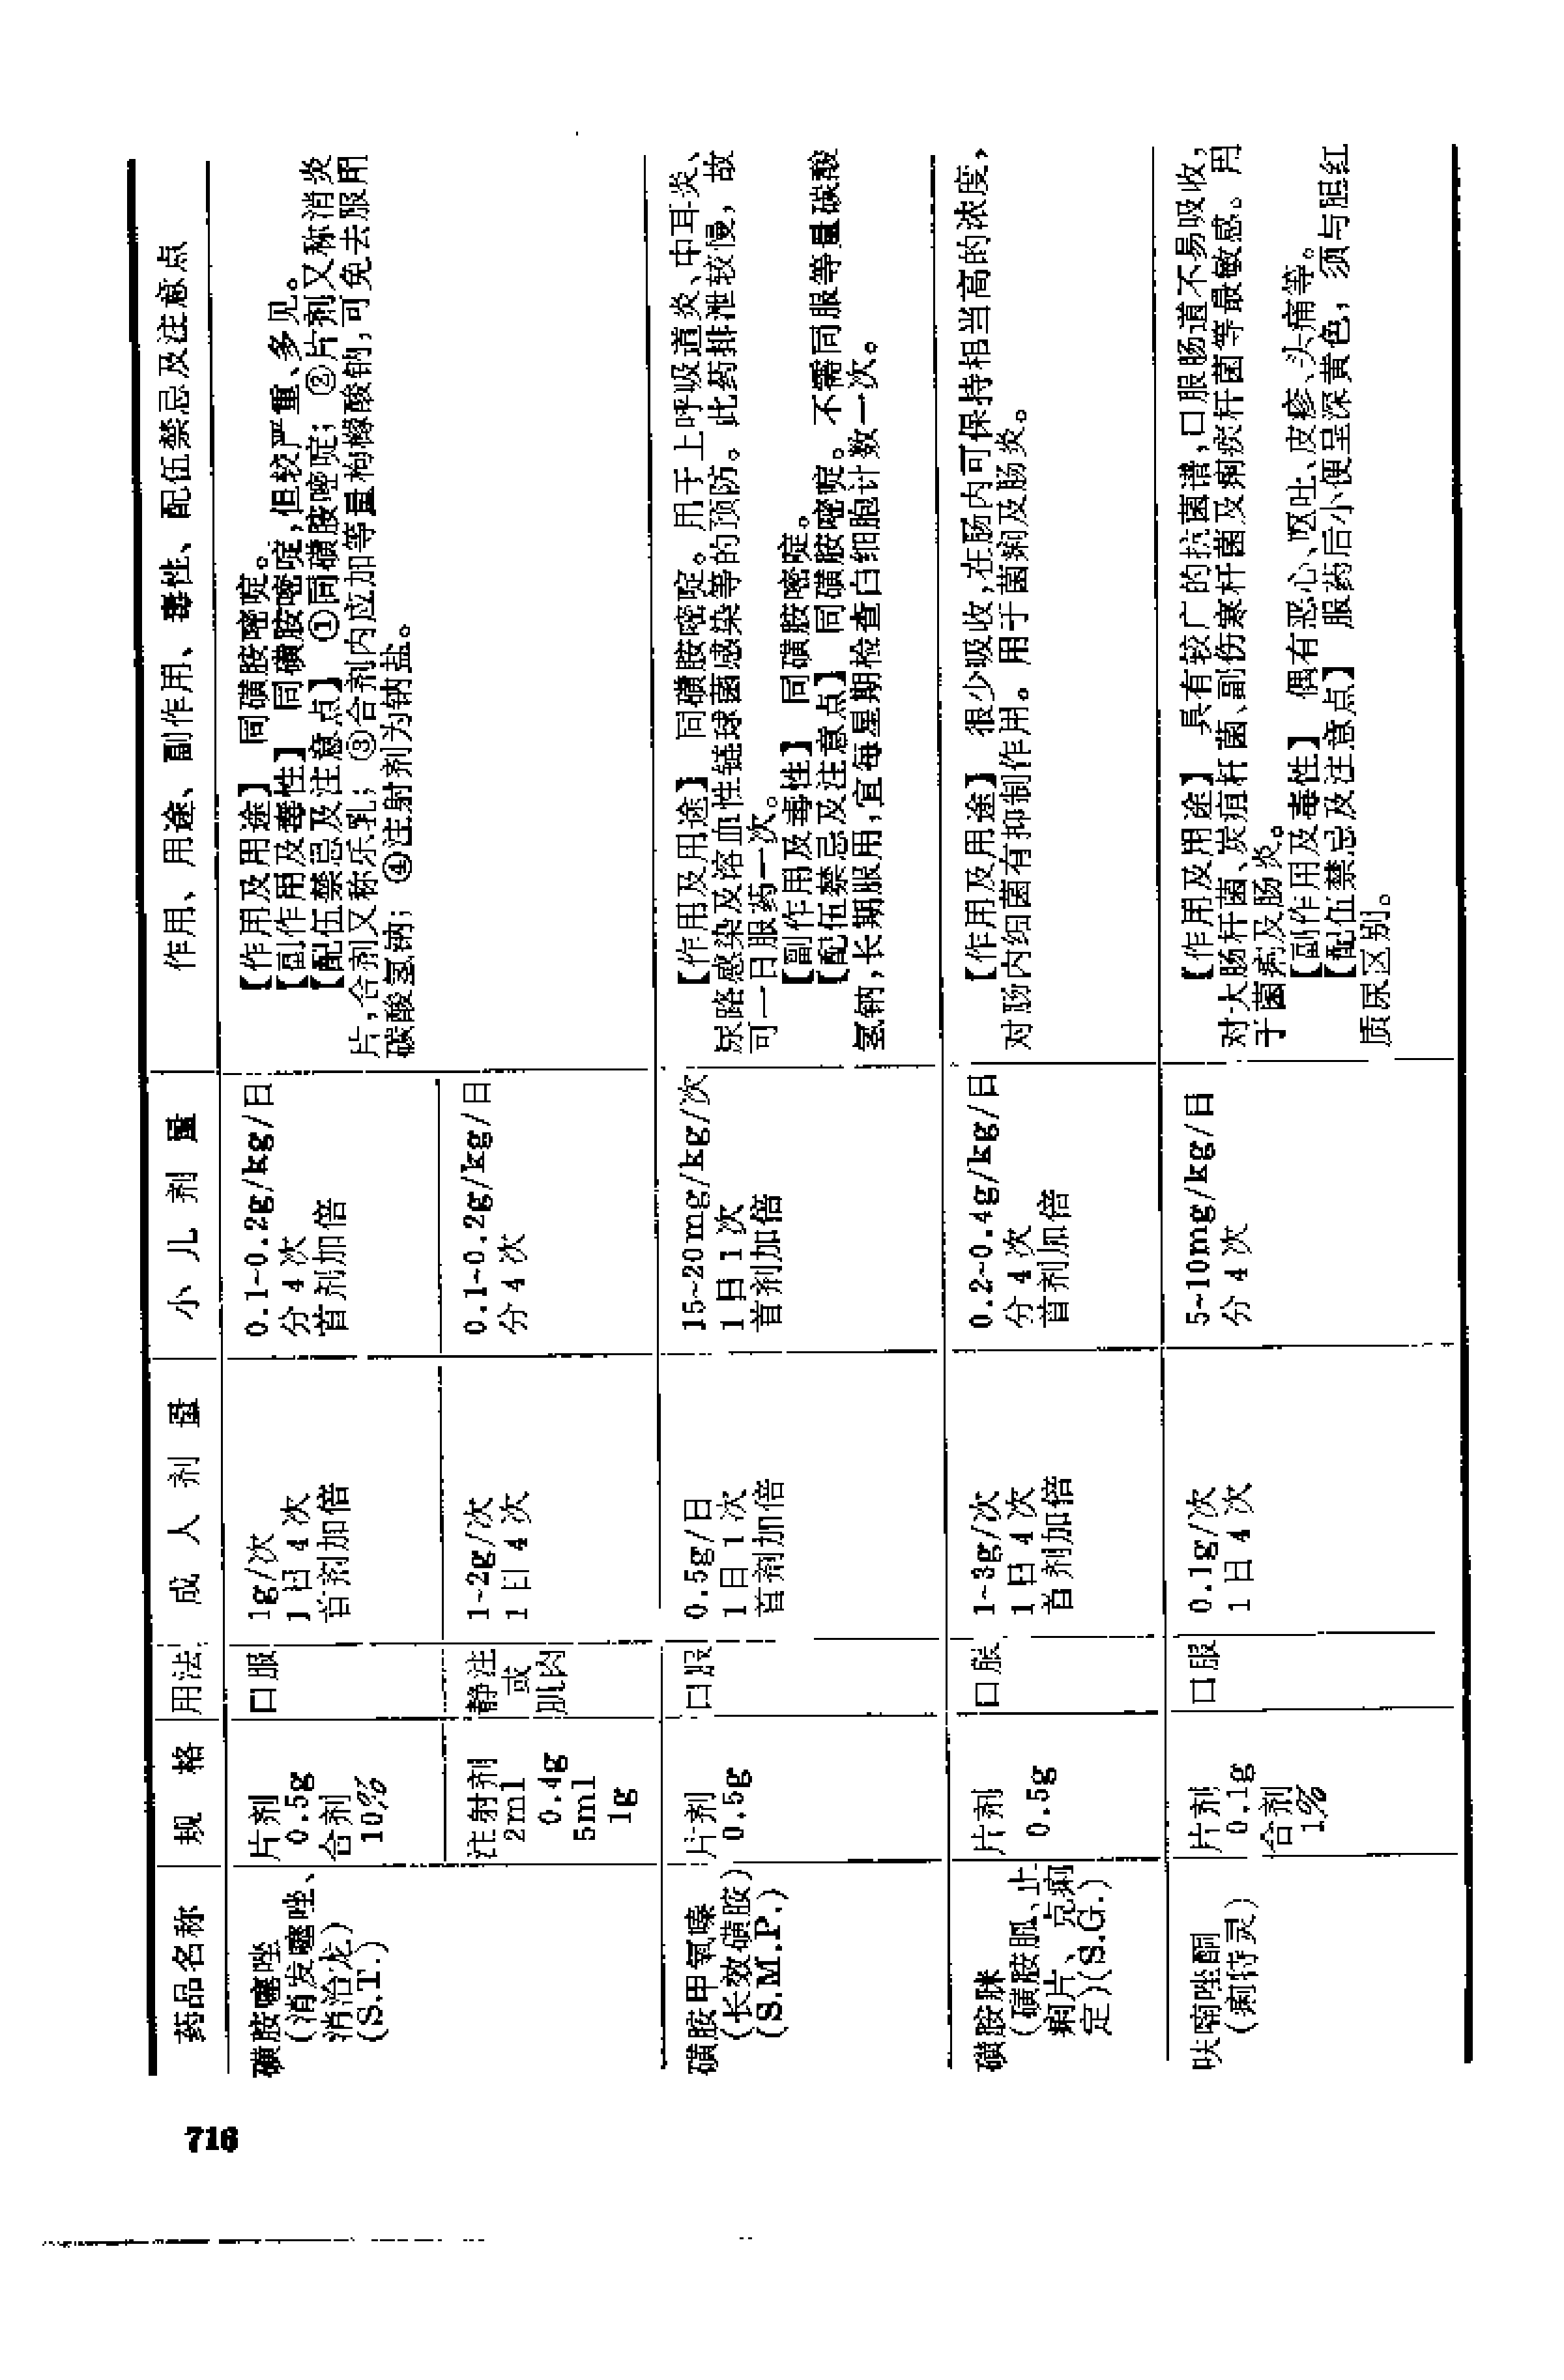 药品名称 规格 用法 成人剂量 小儿剂量 作用、用途、副作用、毒性、配伍禁忌及注意点
磺胺噻唑
(消发噻唑、
消治龙)
(S.T.)
片剂
0.5g
合剂
10%
口服
1g/次
1日4次
首剂加倍
0.1~0.2g/kg/日
分4次
首剂加倍
注射剂
2ml
0.4g
5ml
1g
静注
或
肌内
1~2g/次
1日4次
0.1~0.2g/kg/日
分4次
【作用及用途】 同磺胺嘧啶。
【副作用及毒性】 同磺胺嘧啶,但较严重、多见。
【配伍禁忌及注意点】 ①同磺胺嘧啶;②片剂又称消炎
片,合剂又称乐乳;③合剂内应加等量枸橼酸钠,可免去服用
碳酸氢钠;④注射剂为钠盐。
磺胺甲氧嗪
(长效磺胺)
(S.M.P.)
片剂
0.5g
口服
0.5g/日
1日1次
首剂加倍
15~20mg/kg/次
1日1次
首剂加倍
【作用及用途】 同磺胺嘧啶。用于上呼吸道炎、中耳炎、
尿路感染及溶血性链球菌感染等的预防。此药排泄较慢,故
可一日服药一次。
【副作用及毒性】 同磺胺嘧啶。
【配伍禁忌及注意点】 同磺胺嘧啶。不需同服等量碳酸
氢钠,长期服用,宜每星期检查白细胞计数一次。
磺胺脒
(磺胺胍、止
痢片、克痢
定)(S.G.)
片剂
0.5g
口服
1~3g/次
1日4次
首剂加倍
0.2~0.4g/kg/日
分4次
首剂加倍
【作用及用途】 很少吸收,在肠内可保持相当高的浓度,
对肠内细菌有抑制作用。用于菌痢及肠炎。
呋喃唑酮
(痢特灵)
片剂
0.1g
合剂
1%
口服
0.1g/次
1日4次
5~10mg/kg/日
分4次
【作用及用途】 具有较广的抗菌谱,口服肠道不易吸收,
对大肠杆菌、炭疽杆菌、副伤寒杆菌及痢疾杆菌等最敏感。用
于菌痢及肠炎。
【副作用及毒性】 偶有恶心、呕吐、皮疹、头痛等。
【配伍禁忌及注意点】 服药后小便呈深黄色,须与胆红
质尿区别。
716